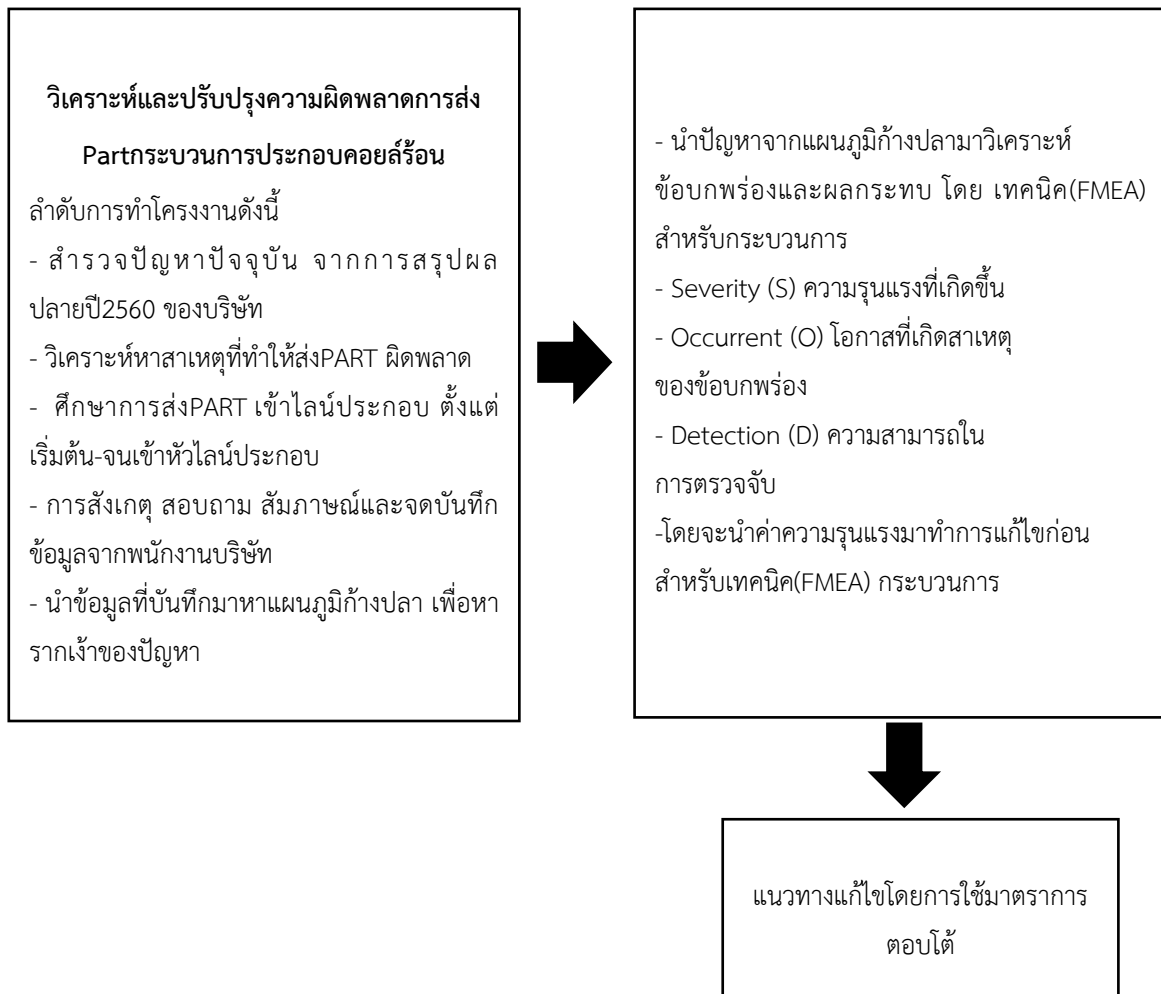 วิเคราะห์และปรับปรุงความผิดพลาดการส่ง
Partกระบวนการประกอบคอยล์ร้อน
ลำดับการทำโครงงานดังนี้
- สำรวจปัญหาปัจจุบัน จากการสรุปผล
ปลายปี2560 ของบริษัท
- วิเคราะห์หาสาเหตุที่ทำให้ส่งPART ผิดพลาด
- ศึกษาการส่งPART เข้าไลน์ประกอบ ตั้งแต่
เริ่มต้น-จนเข้าหัวไลน์ประกอบ
- การสังเกตุ สอบถาม สัมภาษณ์และจดบันทึก
ข้อมูลจากพนักงานบริษัท
- นำข้อมูลที่บันทึกมาหาแผนภูมิก้างปลา เพื่อหา
รากเง้าของปัญหา
- นำปัญหาจากแผนภูมิก้างปลามาวิเคราะห์
ข้อบกพร่องและผลกระทบ โดย เทคนิค(FMEA)
สำหรับกระบวนการ
- Severity (S) ความรุนแรงที่เกิดขึ้น
- Occurrent (O) โอกาสที่เกิดสาเหตุ
ของข้อบกพร่อง
- Detection (D) ความสามารถใน
การตรวจจับ
-โดยจะนำค่าความรุนแรงมาทำการแก้ไขก่อน
สำหรับเทคนิค(FMEA) กระบวนการ
แนวทางแก้ไขโดยการใช้มาตราการ
ตอบโต้